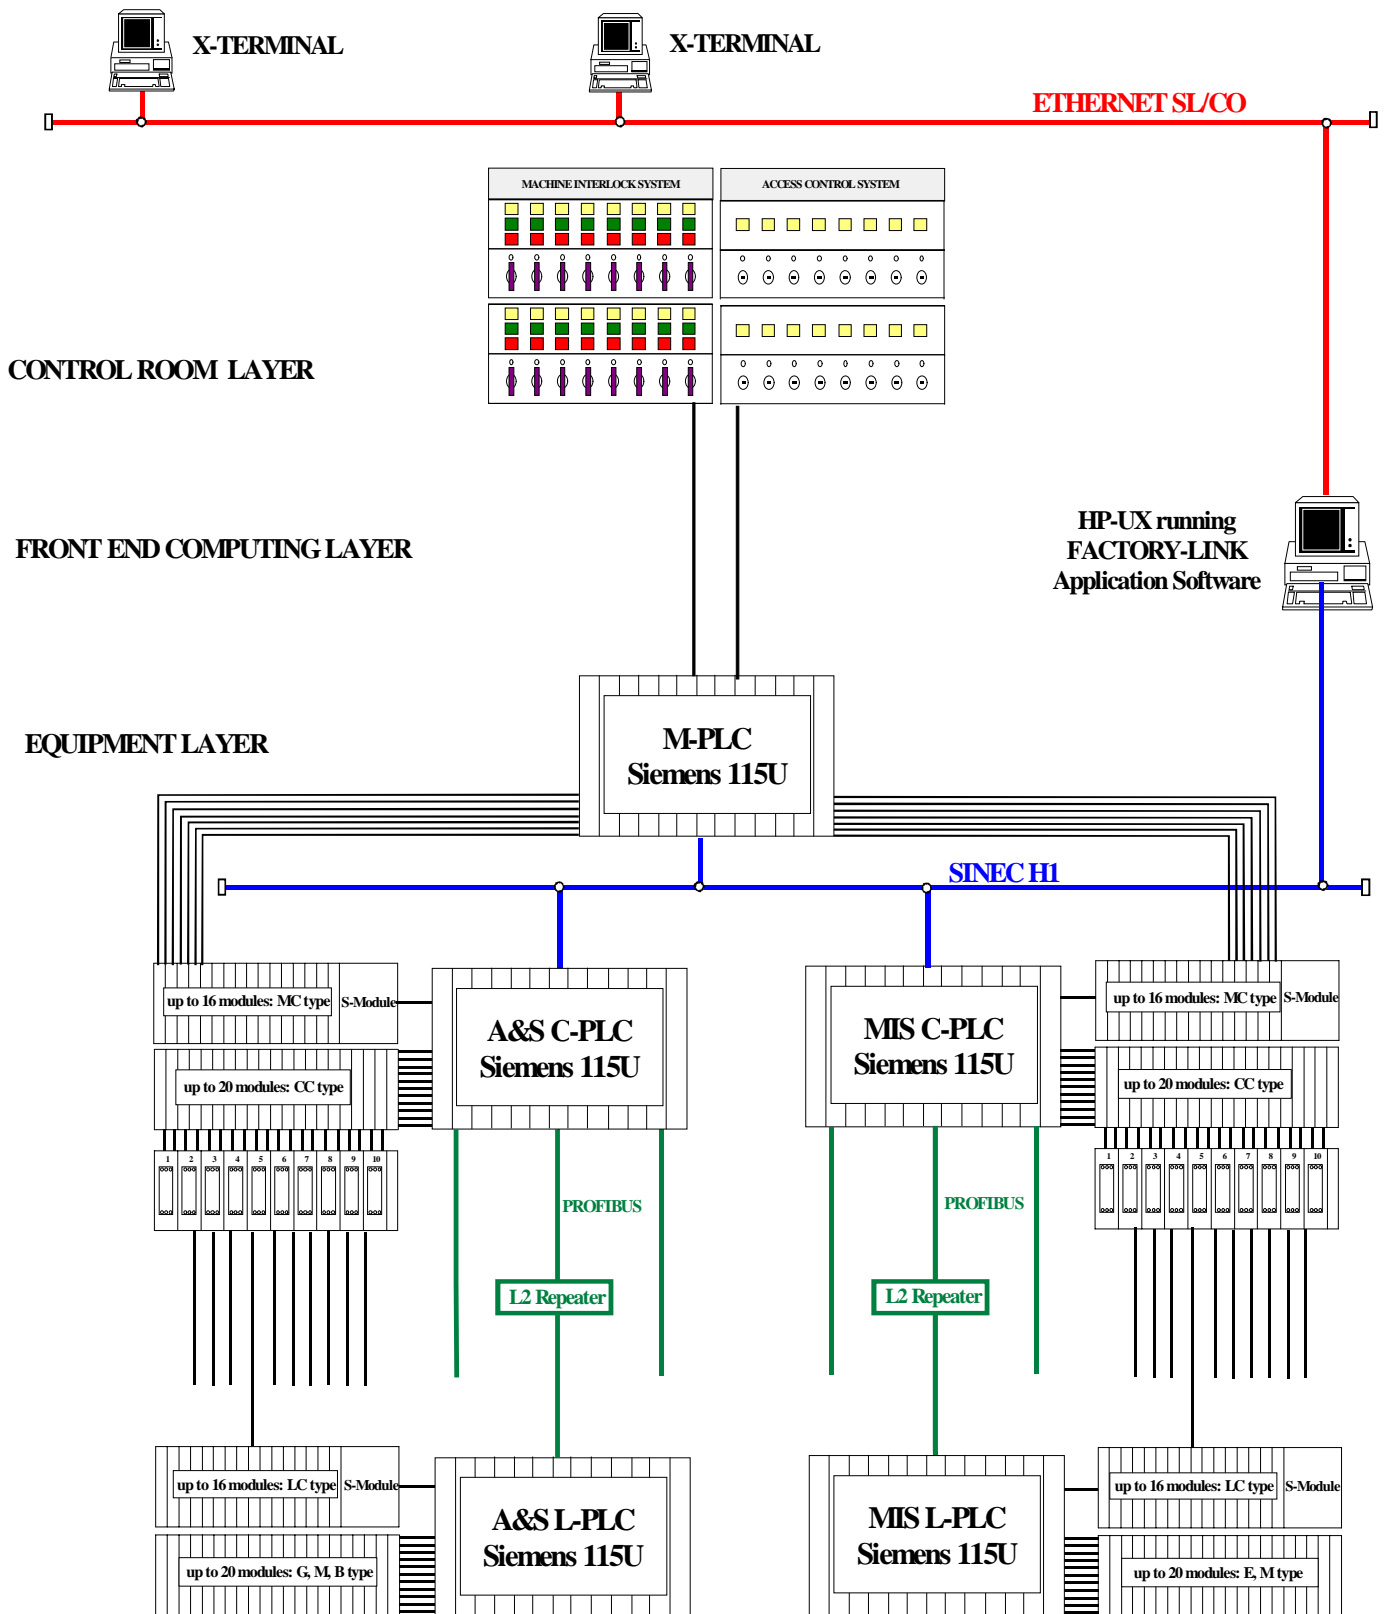 X-TERMINAL
X-TERMINAL
ETHERNET SL/CO
MACHINE INTERLOCK SYSTEM
ACCESS CONTROL SYSTEM
CONTROL ROOM LAYER
HP-UX running
FACTORY-LINK
Application Software
FRONT END COMPUTING LAYER
M-PLC
Siemens 115U
EQUIPMENT LAYER
SINEC H1
up to 16 modules: MC type
S-Module
A&S C-PLC
Siemens 115U
up to 20 modules: CC type
MIS C-PLC
Siemens 115U
up to 16 modules: MC type
S-Module
up to 20 modules: CC type
1 2 3 4 5 6 7 8 9 10
1 2 3 4 5 6 7 8 9 10
PROFIBUS
PROFIBUS
L2 Repeater
L2 Repeater
up to 16 modules: LC type
S-Module
A&S L-PLC
Siemens 115U
up to 20 modules: G, M, B type
MIS L-PLC
Siemens 115U
up to 16 modules: LC type
S-Module
up to 20 modules: E, M type